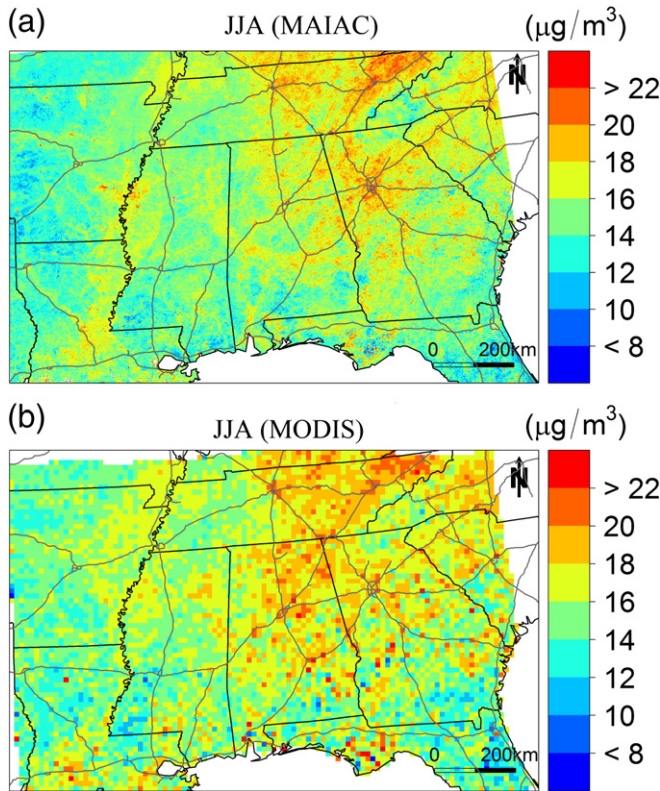 (a)
JJA (MAIAC)
(μg/m³)
N
> 22
20
18
16
14
12
10
< 8
0 200km
(b)
JJA (MODIS)
(μg/m³)
N
> 22
20
18
16
14
12
10
< 8
0 200km